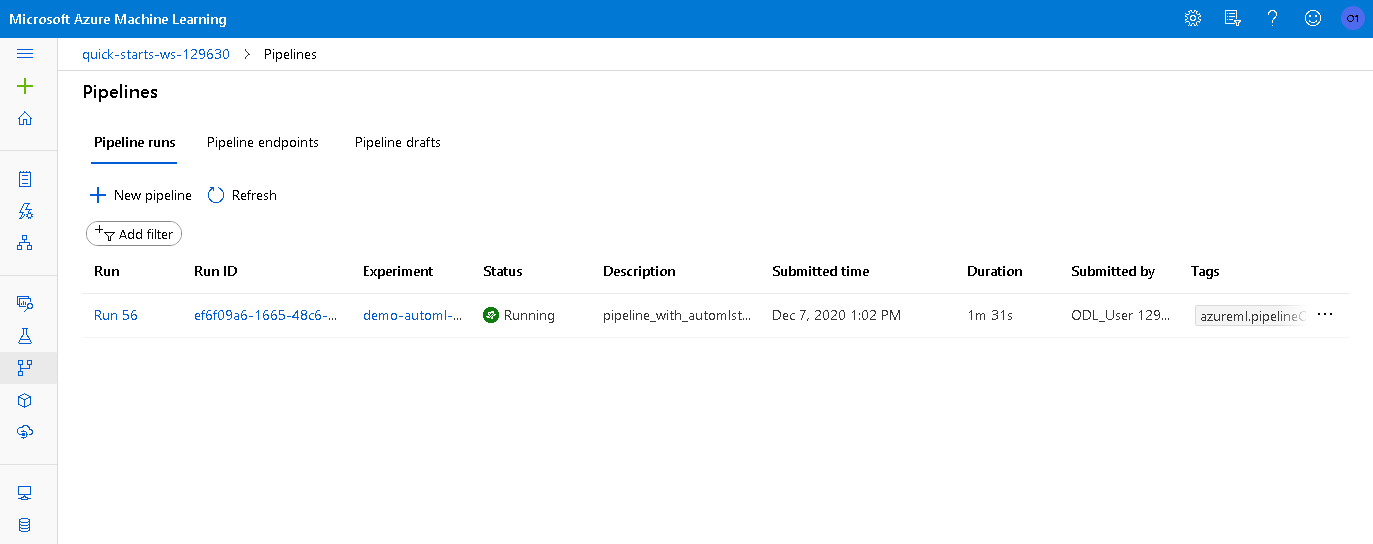 Microsoft Azure Machine Learning
O1
quick-starts-ws-129630 > Pipelines
Pipelines
Pipeline runs Pipeline endpoints Pipeline drafts
New pipeline Refresh
Add filter
Run Run ID Experiment Status Description Submitted time Duration Submitted by Tags
Run 56 ef6f09a6-1665-48c6-... demo-automl-... Running pipeline_with_automlst... Dec 7, 2020 1:02 PM 1m 31s ODL_User 129... azureml.pipelineC ...